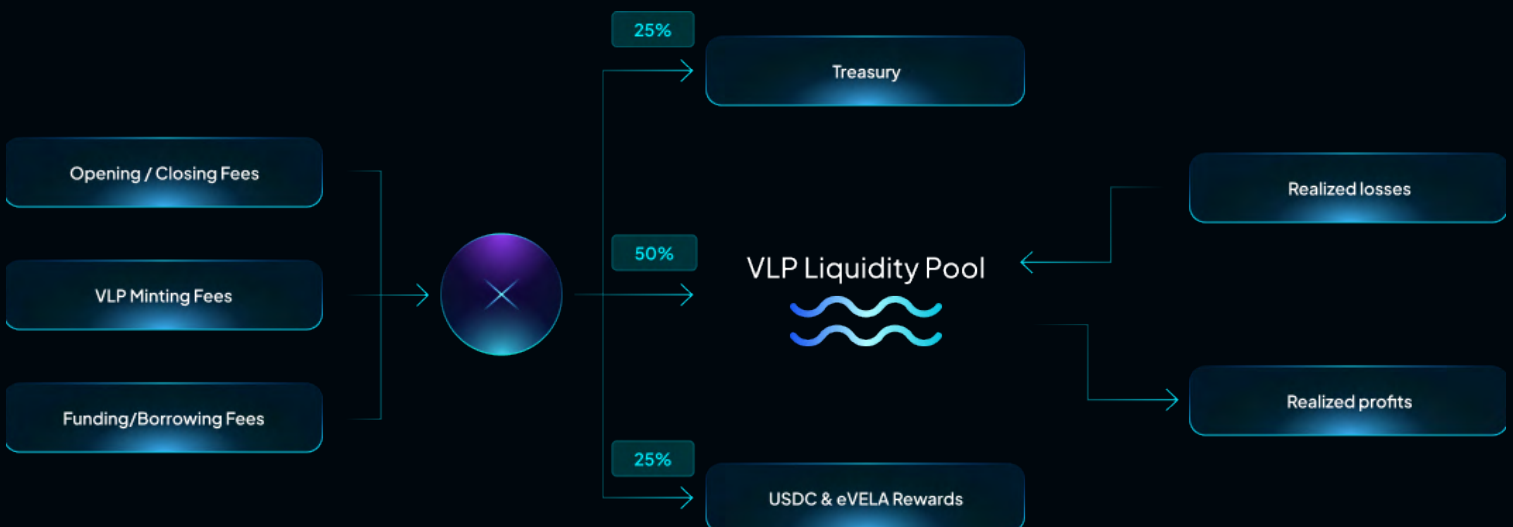 25%
Treasury
Opening / Closing Fees
Realized losses
50%
VLP Liquidity Pool
VLP Minting Fees
Funding/Borrowing Fees
Realized profits
25%
USDC & eVELA Rewards